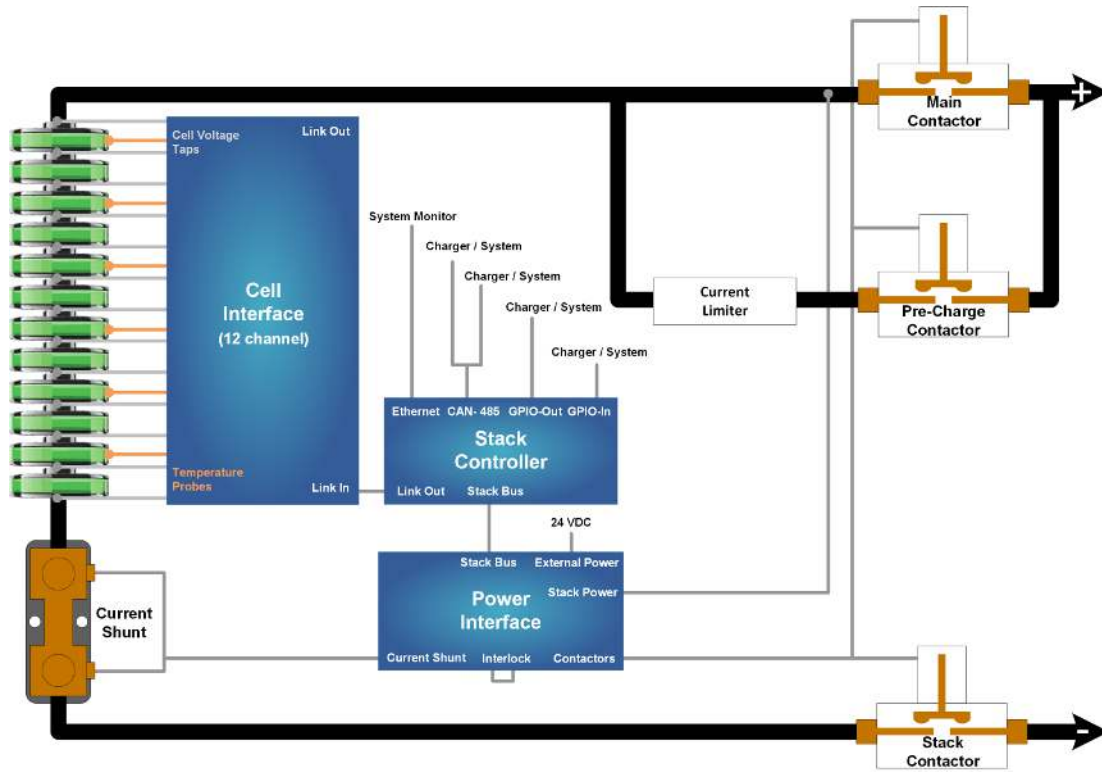 +
Main
Contactor
Cell Voltage
Taps
Link Out
System Monitor
Charger / System
Charger / System
Charger / System
Charger / System
Cell
Interface
(12 channel)
Current
Limiter
Pre-Charge
Contactor
Ethernet CAN- 485 GPIO-Out GPIO-In
Stack
Controller
Link Out Stack Bus
Temperature
Probes
Link In
24 VDC
Stack Bus External Power
Stack Power
Power
Interface
Current Shunt Interlock Contactors
Current
Shunt
Stack
Contactor
-